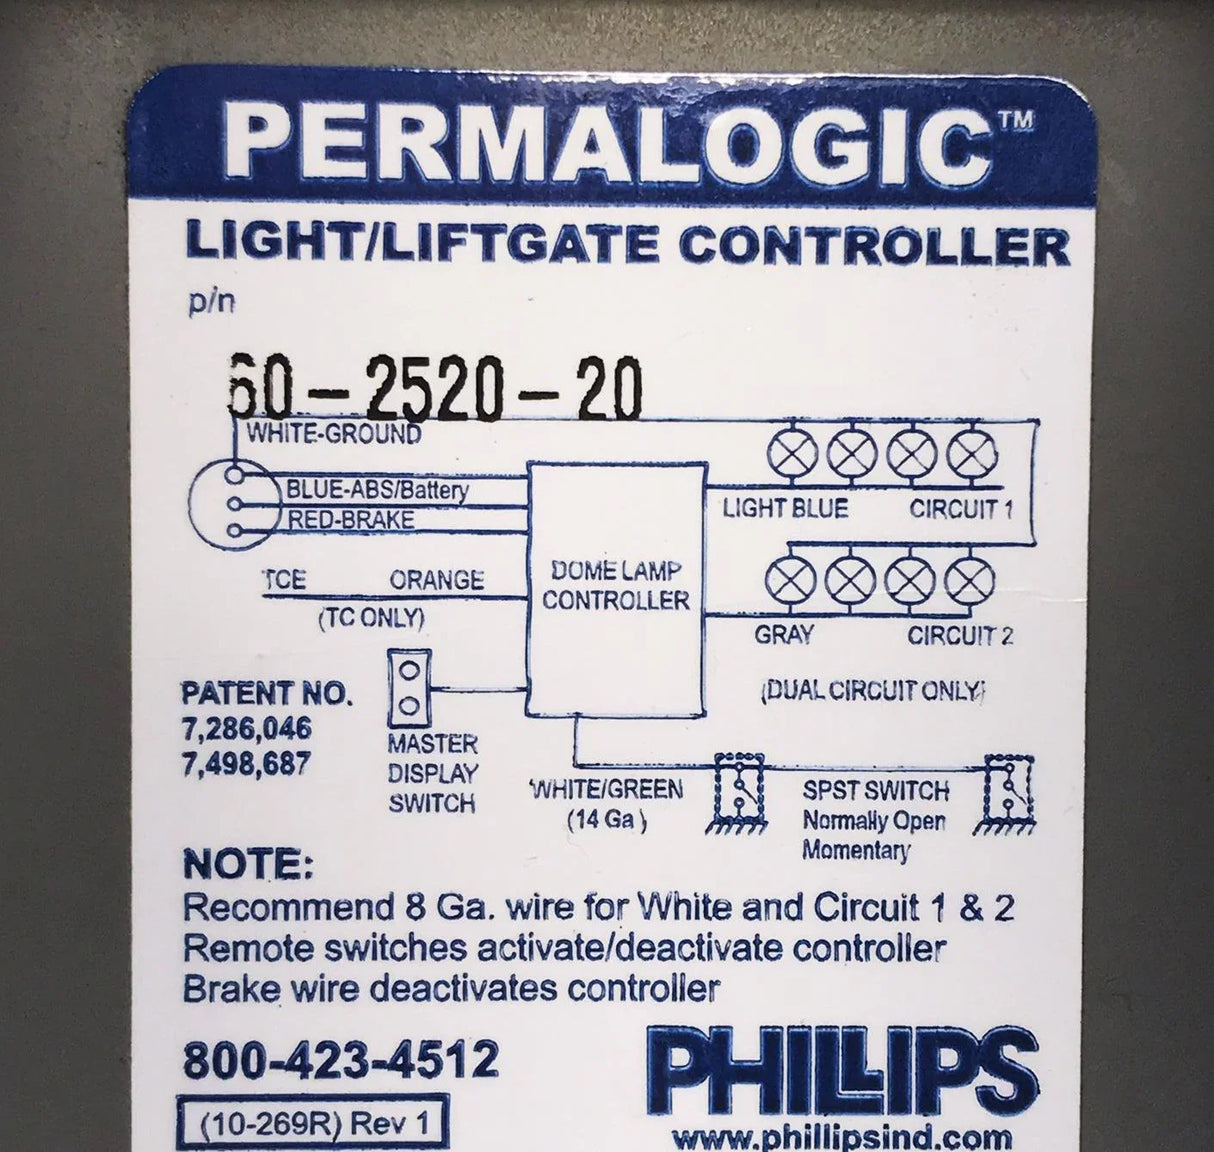 PERMALOGIC™
LIGHT/LIFTGATE CONTROLLER
p/n
60-2520-20
WHITE-GROUND
BLUE-ABS/Battery
RED-BRAKE
LIGHT BLUE CIRCUIT 1
TCE ORANGE
(TC ONLY)
DOME LAMP
CONTROLLER
GRAY CIRCUIT 2
(DUAL CIRCUIT ONLY)
PATENT NO.
7,286,046
7,498,687
MASTER
DISPLAY
SWITCH
WHITE/GREEN
(14 Ga )
SPST SWITCH
Normally Open
Momentary
NOTE:
Recommend 8 Ga. wire for White and Circuit 1 & 2
Remote switches activate/deactivate controller
Brake wire deactivates controller
800-423-4512
(10-269R) Rev 1
PHILLIPS
www.phillipsind.com